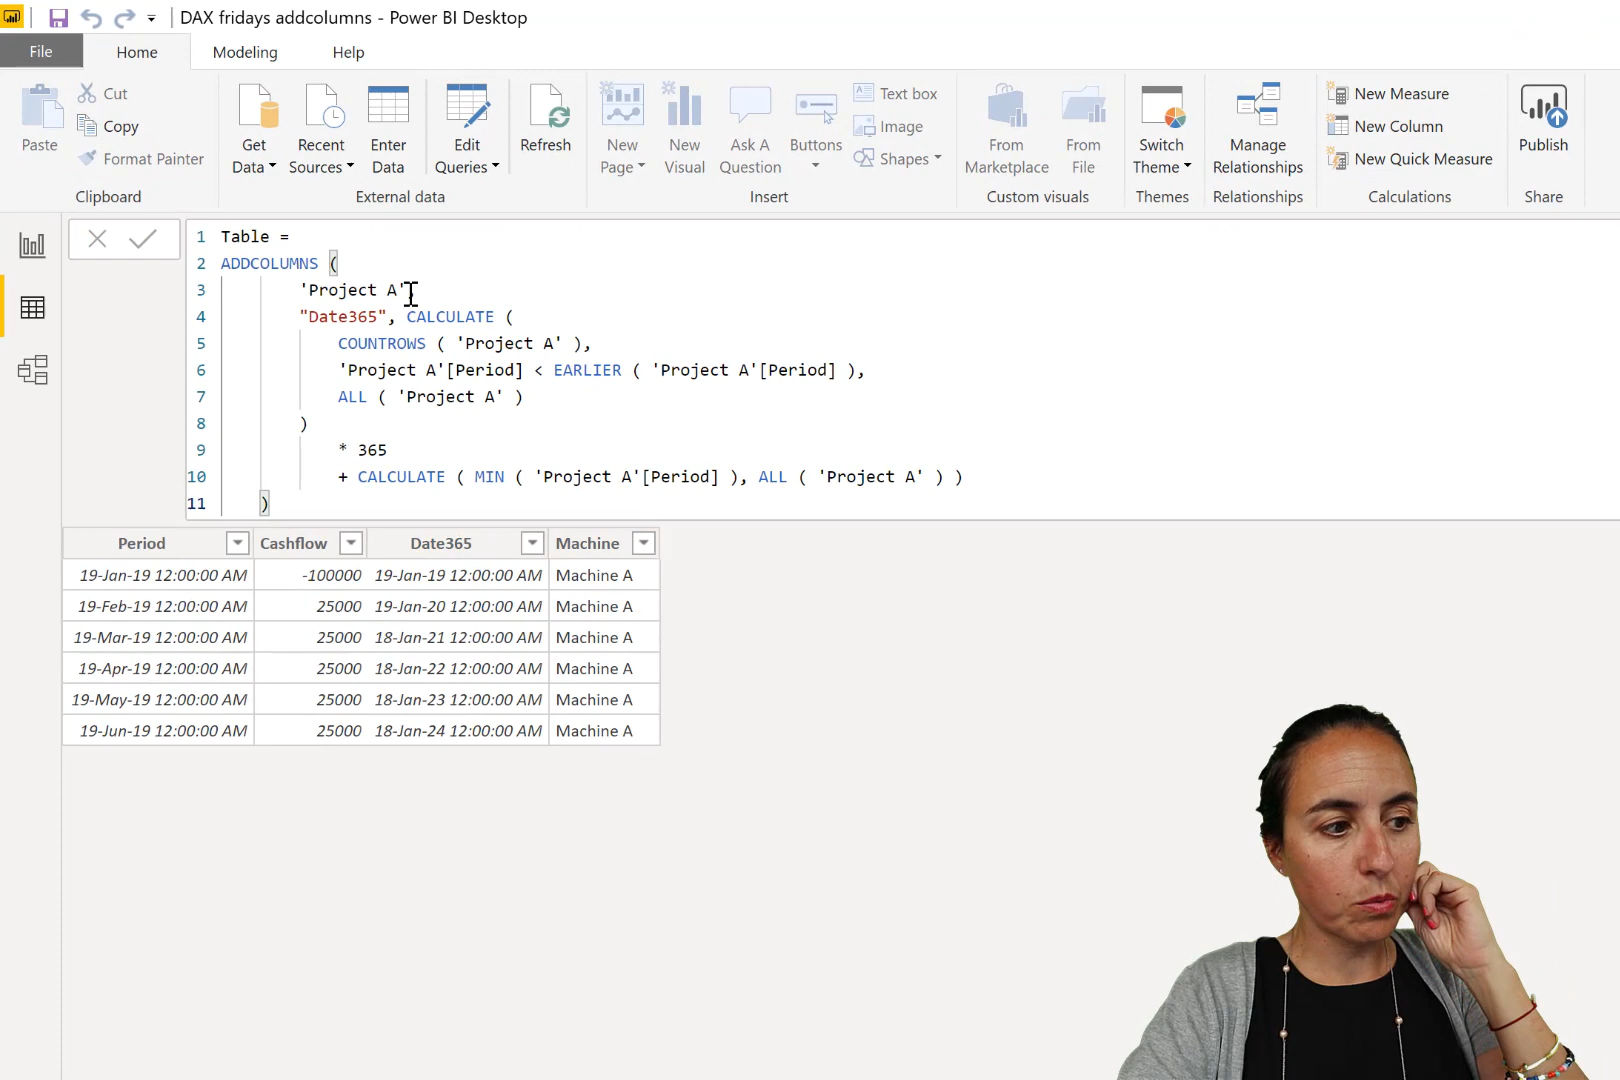 DAX fridays addcolumns - Power BI Desktop
File Home Modeling Help
Paste
Cut
Copy
Format Painter
Clipboard
Get Data
Recent Sources
Enter Data
Edit Queries
External data
Refresh
New Page
New Visual
Ask A Question
Buttons
Text box
Image
Shapes
Insert
From Marketplace
From File
Custom visuals
Switch Theme
Themes
Manage Relationships
Relationships
New Measure
New Column
New Quick Measure
Calculations
Publish
Share
1 Table =
2 ADDCOLUMNS (
3 'Project A',
4 "Date365", CALCULATE (
5 COUNTROWS ( 'Project A' ),
6 'Project A'[Period] < EARLIER ( 'Project A'[Period] ),
7 ALL ( 'Project A' )
8 )
9 * 365
10 + CALCULATE ( MIN ( 'Project A'[Period] ), ALL ( 'Project A' ) )
11 )
Period Cashflow Date365 Machine
19-Jan-19 12:00:00 AM -100000 19-Jan-19 12:00:00 AM Machine A
19-Feb-19 12:00:00 AM 25000 19-Jan-20 12:00:00 AM Machine A
19-Mar-19 12:00:00 AM 25000 18-Jan-21 12:00:00 AM Machine A
19-Apr-19 12:00:00 AM 25000 18-Jan-22 12:00:00 AM Machine A
19-May-19 12:00:00 AM 25000 18-Jan-23 12:00:00 AM Machine A
19-Jun-19 12:00:00 AM 25000 18-Jan-24 12:00:00 AM Machine A